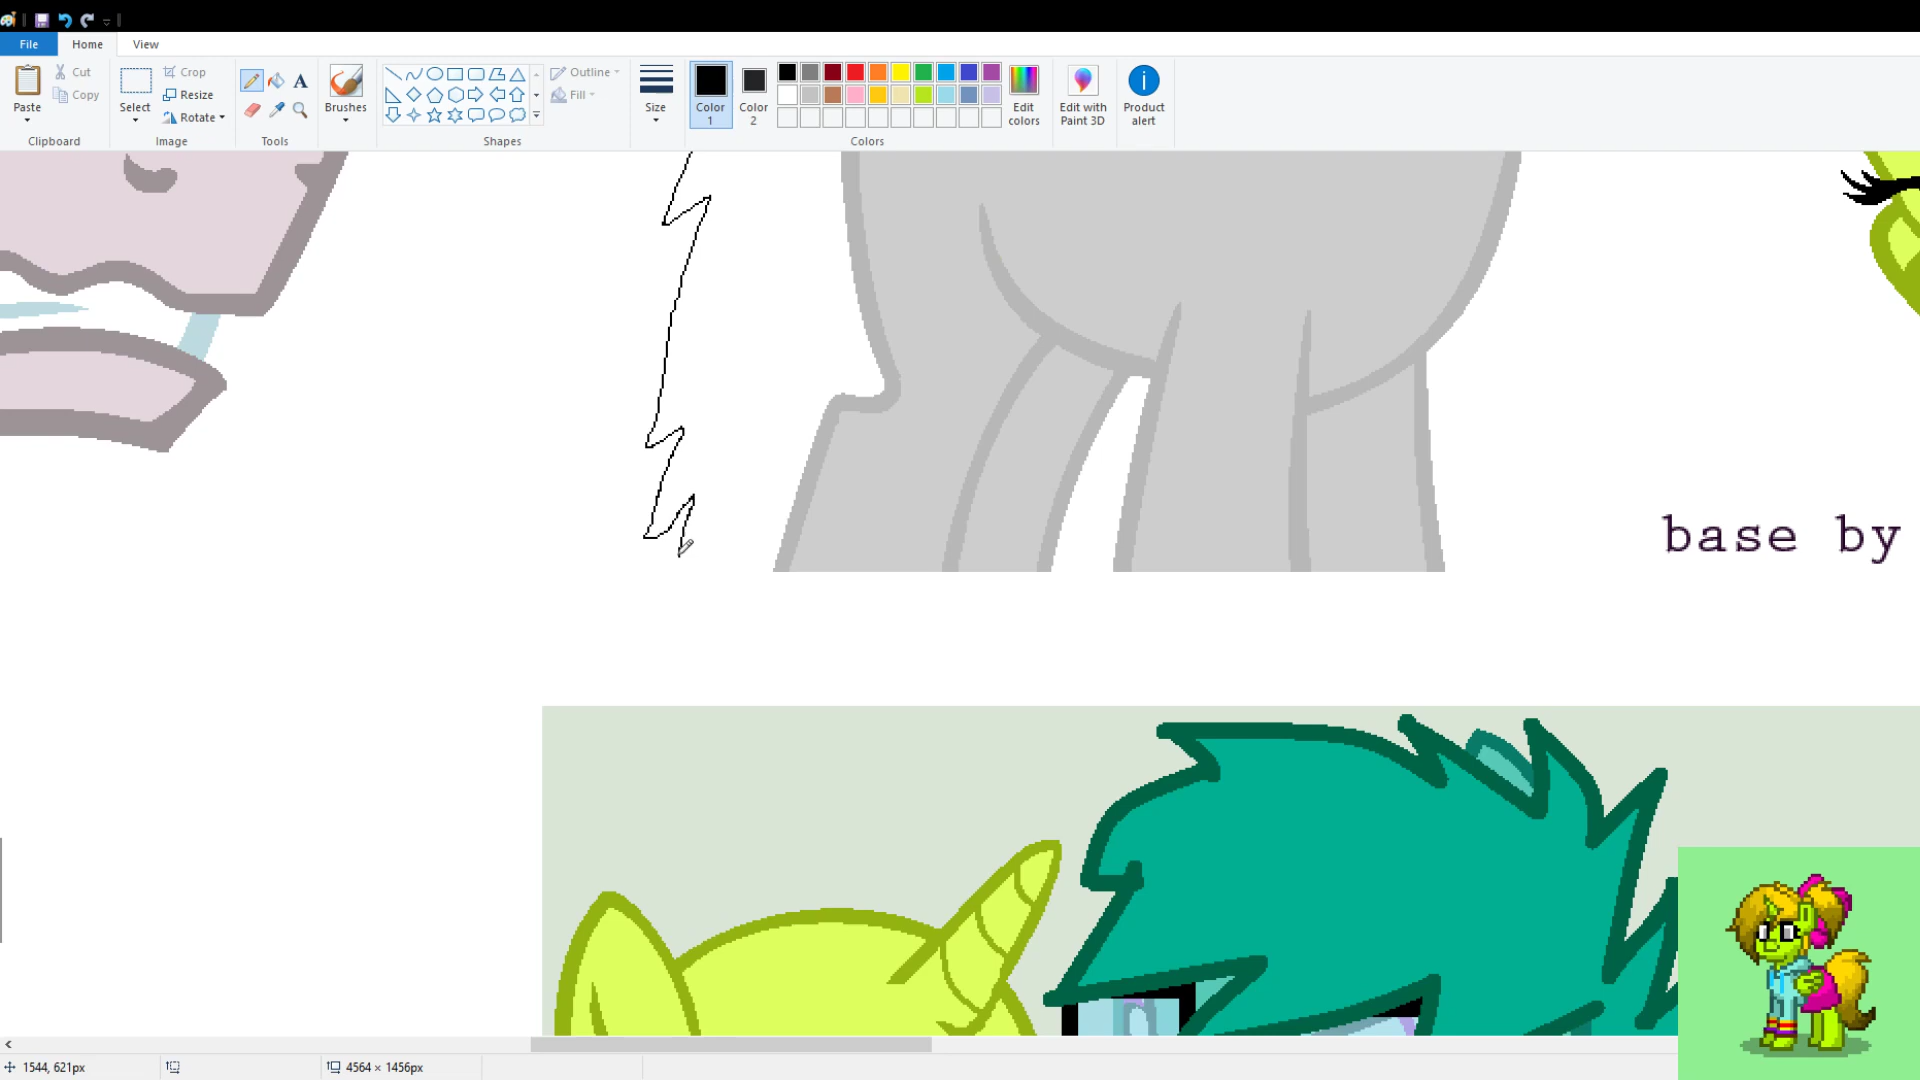 File Home View
Cut Crop Outline
Paste Copy Select Resize A Brushes Fill Size Color 1 Color 2 Edit colors Edit with Paint 3D Product alert
Rotate
Clipboard Image Tools Shapes Colors
base by
1544, 621px 4564 × 1456px